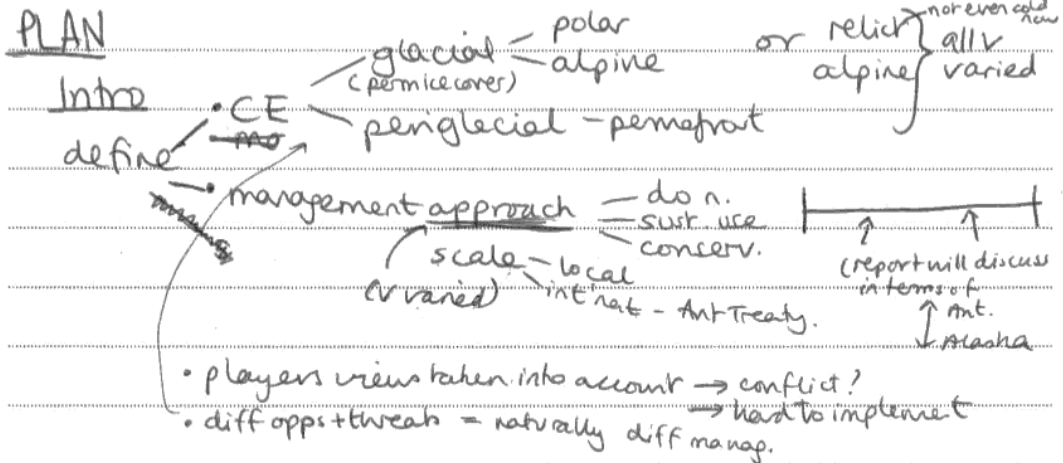 PLAN
polar
glacial
alpine
(perm ice cover)
or relict
alpine
not even cold now
all v
varied
Intro
• CE
periglacial - permafrost
define
• management approach
do n.
sust. use
conserv.
scale - local
int'nat - Ant Treaty.
(v varied)
(report will discuss
in terms of
Ant.
Alaska
• players views taken into account → conflict?
→ hard to implement
• diff opps + threats = naturally diff manag.